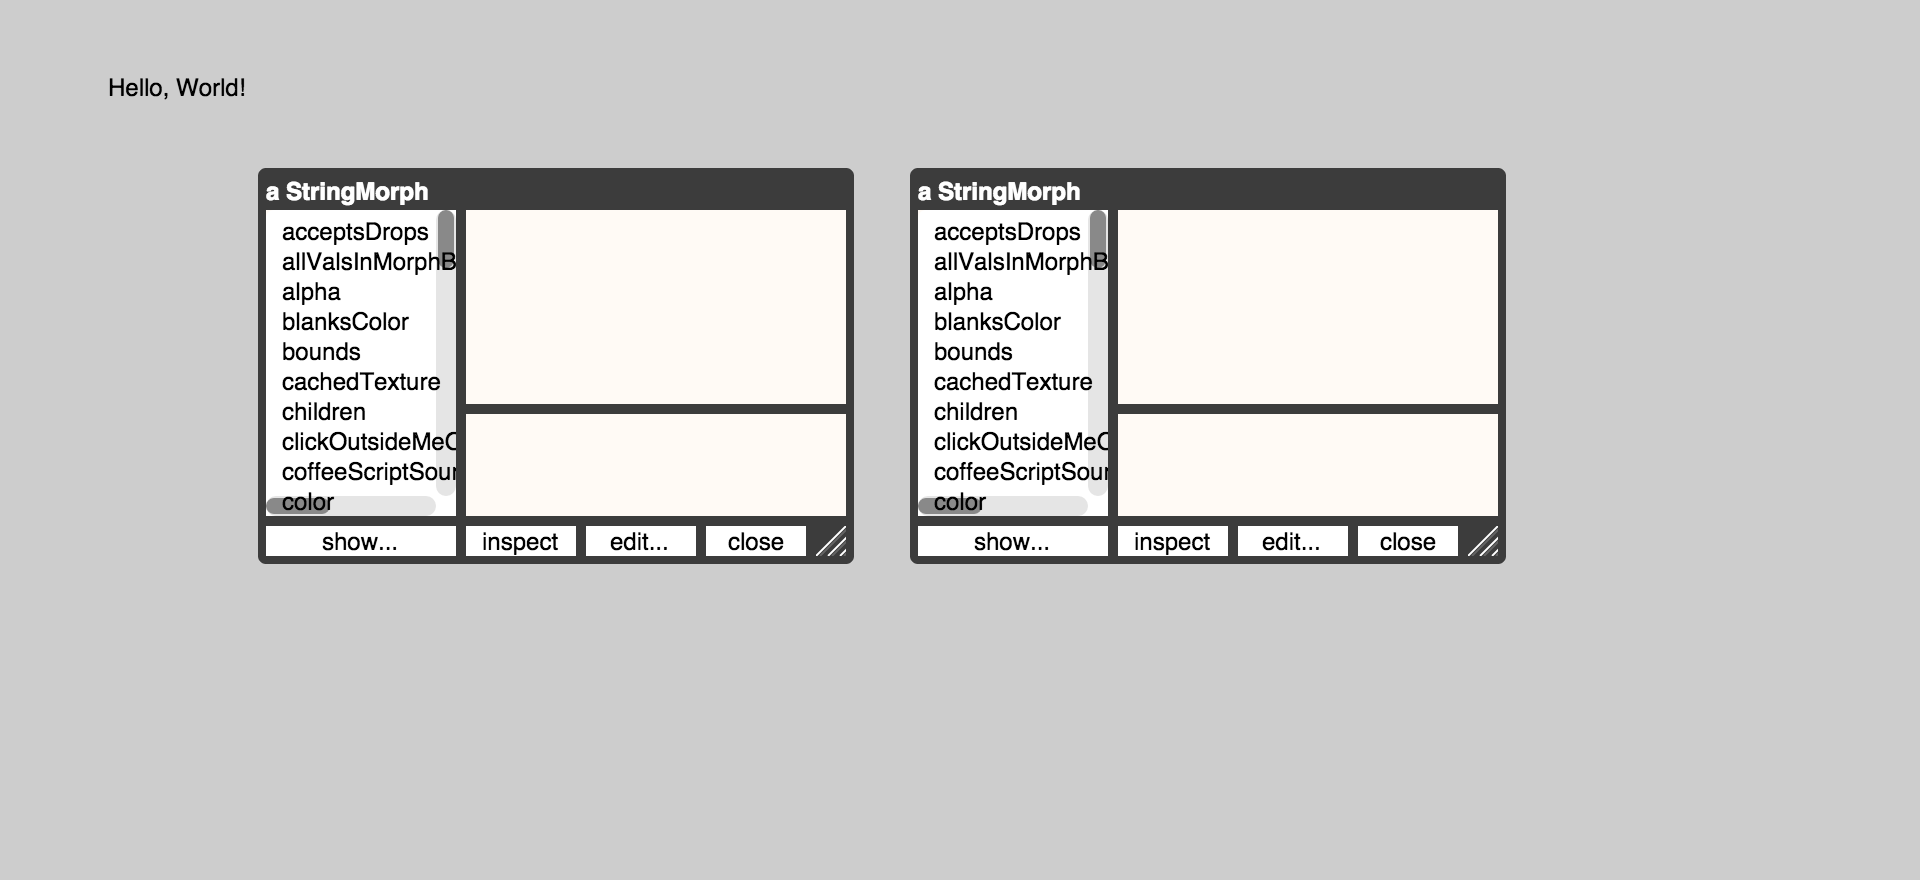 Hello, World!
a StringMorph
acceptsDrops
allValsInMorphB
alpha
blanksColor
bounds
cachedTexture
children
clickOutsideMeC
coffeeScriptSour
color
show...
inspect
edit...
close
a StringMorph
acceptsDrops
allValsInMorphB
alpha
blanksColor
bounds
cachedTexture
children
clickOutsideMeC
coffeeScriptSour
color
show...
inspect
edit...
close